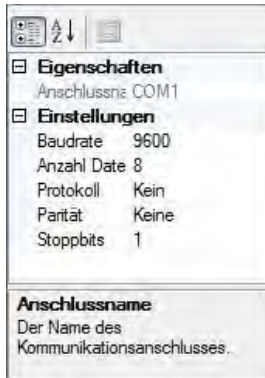 Eigenschaften
Anschlussna COM1
Einstellungen
Baudrate 9600
Anzahl Date 8
Protokoll Kein
Parität Keine
Stoppbits 1
Anschlussname
Der Name des
Kommunikationsanschlusses.